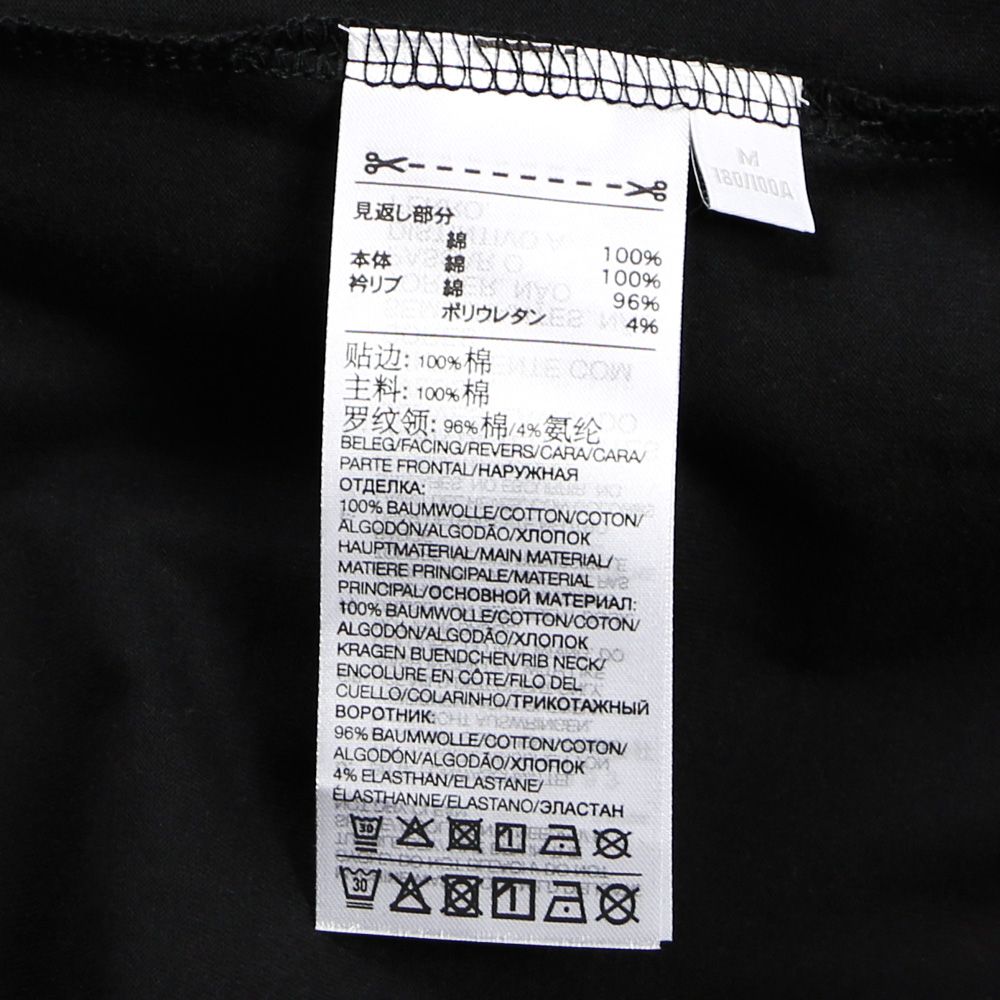 見返し部分
綿 100%
本体 綿 100%
衿リブ 綿 96%
ポリウレタン 4%
贴边: 100%棉
主料: 100%棉
罗纹领: 96%棉/4%氨纶
BELEG/FACING/REVERS/CARA/CARA/
PARTE FRONTAL/НАРУЖНАЯ
ОТДЕЛКА:
100% BAUMWOLLE/COTTON/COTON/
ALGODÓN/ALGODÃO/ХЛОПОК
HAUPTMATERIAL/MAIN MATERIAL/
MATIERE PRINCIPALE/MATERIAL
PRINCIPAL/ОСНОВНОЙ МАТЕРИАЛ:
100% BAUMWOLLE/COTTON/COTON/
ALGODÓN/ALGODÃO/ХЛОПОК
KRAGEN BUENDCHEN/RIB NECK/
ENCOLURE EN CÔTE/FILO DEL
CUELLO/COLARINHO/ТРИКОТАЖНЫЙ
ВОРОТНИК:
96% BAUMWOLLE/COTTON/COTON/
ALGODÓN/ALGODÃO/ХЛОПОК
4% ELASTHAN/ELASTANE/
ÉLASTHANNE/ELASTANO/ЭЛАСТАН
30
30
M